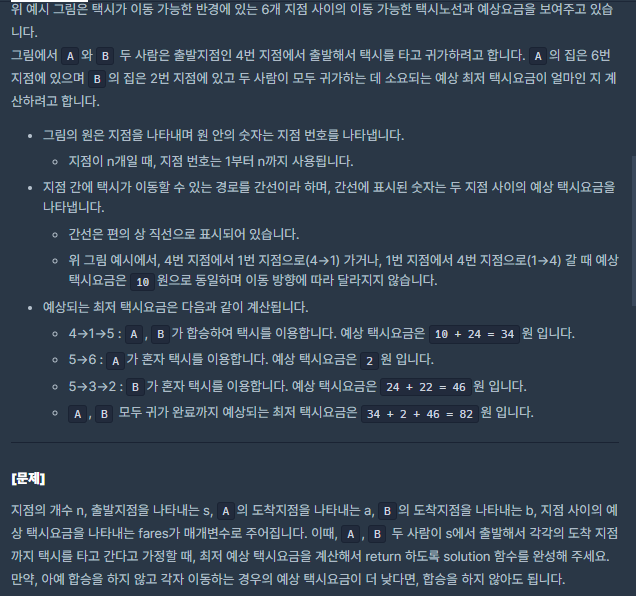 위 예시 그림은 택시가 이동 가능한 반경에 있는 6개 지점 사이의 이동 가능한 택시노선과 예상요금을 보여주고 있습
니다.
그림에서 A 와 B 두 사람은 출발지점인 4번 지점에서 출발해서 택시를 타고 귀가하려고 합니다. A 의 집은 6번
지점에 있으며 B 의 집은 2번 지점에 있고 두 사람이 모두 귀가하는 데 소요되는 예상 최저 택시요금이 얼마인 지 계
산하려고 합니다.
• 그림의 원은 지점을 나타내며 원 안의 숫자는 지점 번호를 나타냅니다.
◦ 지점이 n개일 때, 지점 번호는 1부터 n까지 사용됩니다.
• 지점 간에 택시가 이동할 수 있는 경로를 간선이라 하며, 간선에 표시된 숫자는 두 지점 사이의 예상 택시요금을
나타냅니다.
◦ 간선은 편의 상 직선으로 표시되어 있습니다.
◦ 위 그림 예시에서, 4번 지점에서 1번 지점으로(4→1) 가거나, 1번 지점에서 4번 지점으로(1→4) 갈 때 예상
택시요금은 10 원으로 동일하며 이동 방향에 따라 달라지지 않습니다.
• 예상되는 최저 택시요금은 다음과 같이 계산됩니다.
◦ 4→1→5 : A , B 가 합승하여 택시를 이용합니다. 예상 택시요금은 10 + 24 = 34 원 입니다.
◦ 5→6 : A 가 혼자 택시를 이용합니다. 예상 택시요금은 2 원 입니다.
◦ 5→3→2 : B 가 혼자 택시를 이용합니다. 예상 택시요금은 24 + 22 = 46 원 입니다.
◦ A , B 모두 귀가 완료까지 예상되는 최저 택시요금은 34 + 2 + 46 = 82 원 입니다.
[문제]
지점의 개수 n, 출발지점을 나타내는 s, A 의 도착지점을 나타내는 a, B 의 도착지점을 나타내는 b, 지점 사이의 예
상 택시요금을 나타내는 fares가 매개변수로 주어집니다. 이때, A , B 두 사람이 s에서 출발해서 각각의 도착 지점
까지 택시를 타고 간다고 가정할 때, 최저 예상 택시요금을 계산해서 return 하도록 solution 함수를 완성해 주세요.
만약, 아예 합승을 하지 않고 각자 이동하는 경우의 예상 택시요금이 더 낮다면, 합승을 하지 않아도 됩니다.